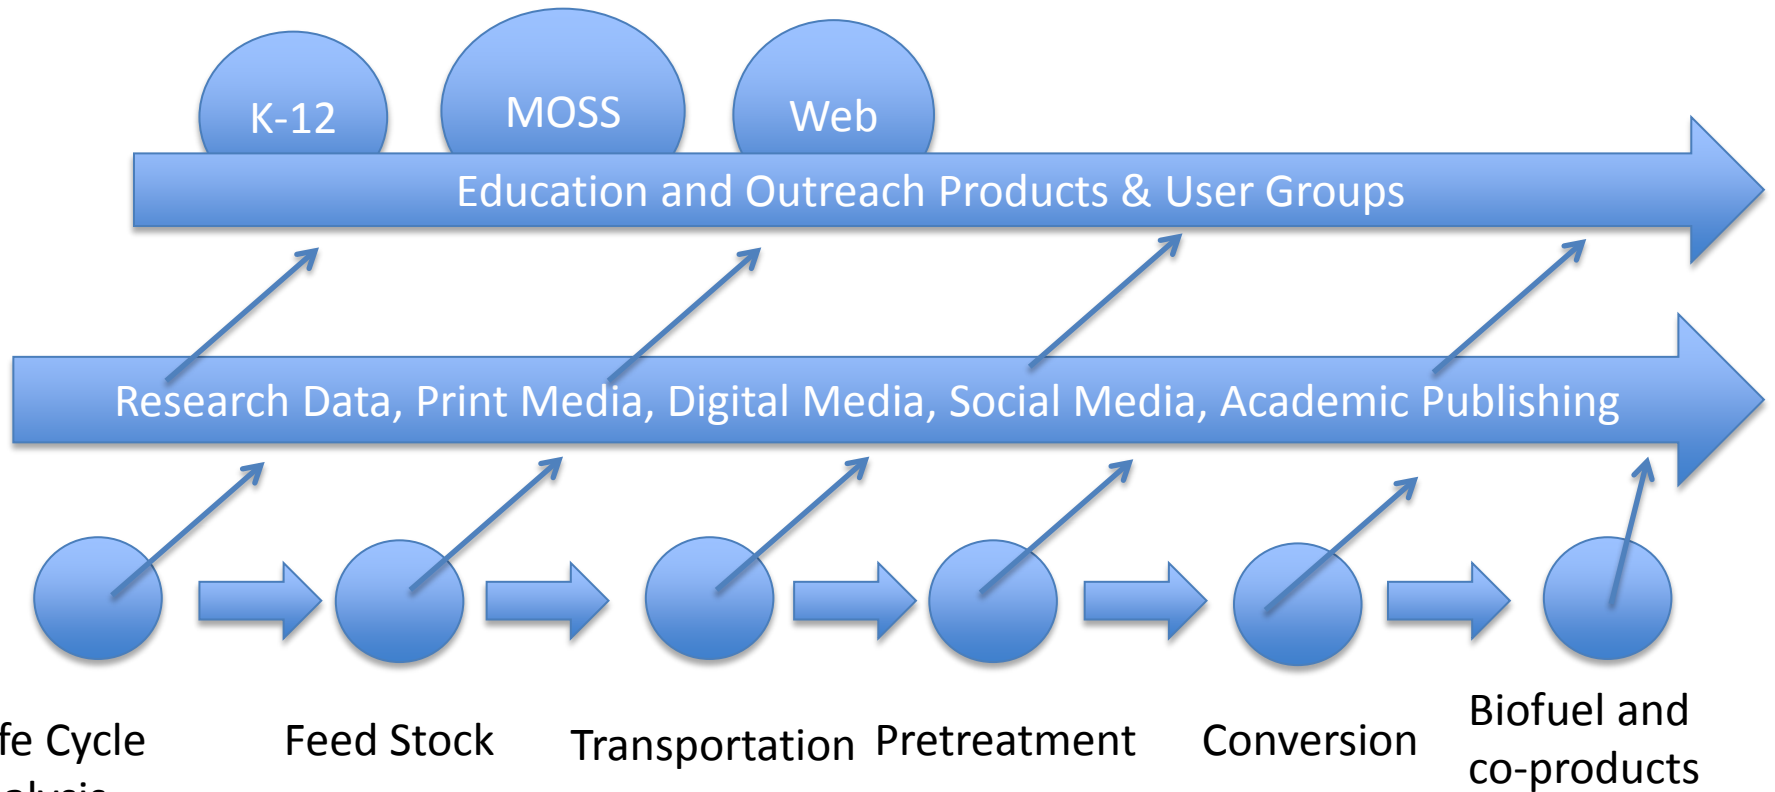 K-12
MOSS
Web
Education and Outreach Products & User Groups
Research Data, Print Media, Digital Media, Social Media, Academic Publishing
Cycle
Feed Stock
Transportation
Pretreatment
Conversion
Biofuel and
co-products